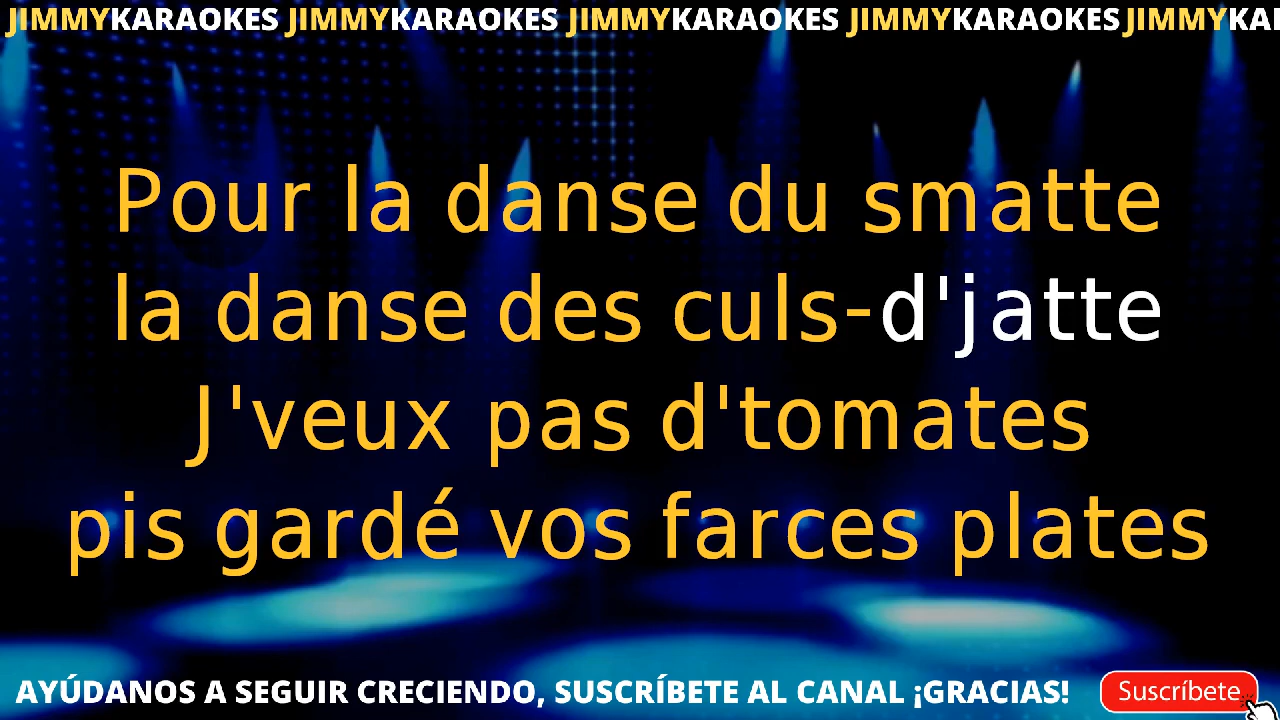 JIMMYKARAOKES JIMMYKARAOKES JIMMYKARAOKES JIMMYKARAOKES JIMMYKA
Pour la danse du smatte
la danse des culs-d'jatte
J'veux pas d'tomates
pis gardé vos farces plates
AYÚDANOS A SEGUIR CRECIENDO, SUSCRÍBETE AL CANAL ¡GRACIAS! Suscríbete